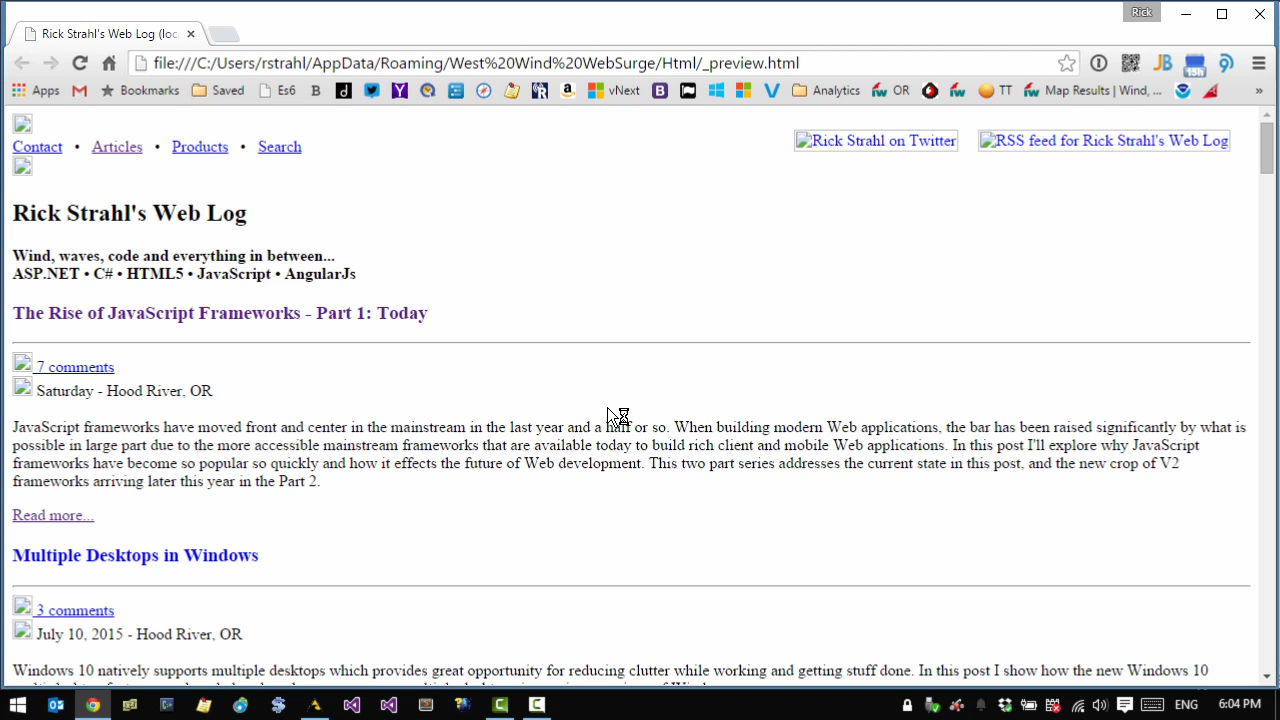 Rick
Rick Strahl's Web Log (loc
file:///C:/Users/rstrahl/AppData/Roaming/West%20Wind%20WebSurge/Html/_preview.html
JB
15h
Apps
Bookmarks
Saved
Es6
B
vNext
B
Analytics
OR
TT
Map Results | Wind, ...
»
Contact • Articles • Products • Search
Rick Strahl on Twitter
RSS feed for Rick Strahl's Web Log
Rick Strahl's Web Log
Wind, waves, code and everything in between...
ASP.NET • C# • HTML5 • JavaScript • AngularJs
The Rise of JavaScript Frameworks - Part 1: Today
7 comments
Saturday - Hood River, OR
JavaScript frameworks have moved front and center in the mainstream in the last year and a half or so. When building modern Web applications, the bar has been raised significantly by what is
possible in large part due to the more accessible mainstream frameworks that are available today to build rich client and mobile Web applications. In this post I'll explore why JavaScript
frameworks have become so popular so quickly and how it effects the future of Web development. This two part series addresses the current state in this post, and the new crop of V2
frameworks arriving later this year in the Part 2.
Read more...
Multiple Desktops in Windows
3 comments
July 10, 2015 - Hood River, OR
Windows 10 natively supports multiple desktops which provides great opportunity for reducing clutter while working and getting stuff done. In this post I show how the new Windows 10
ENG
6:04 PM